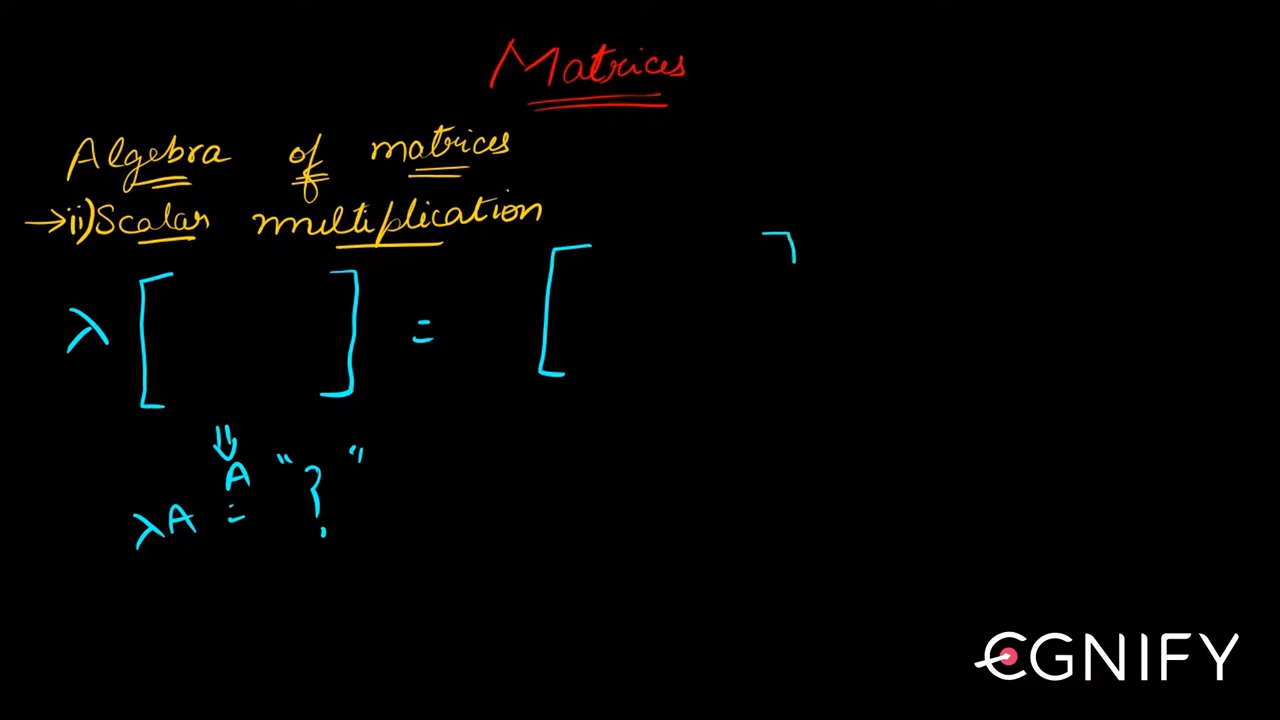 Matrices
Algebra of matrices
→ii) Scalar multiplication
λ [ ] = [ ]
⇓
A
λA = "?"
CGNIFY